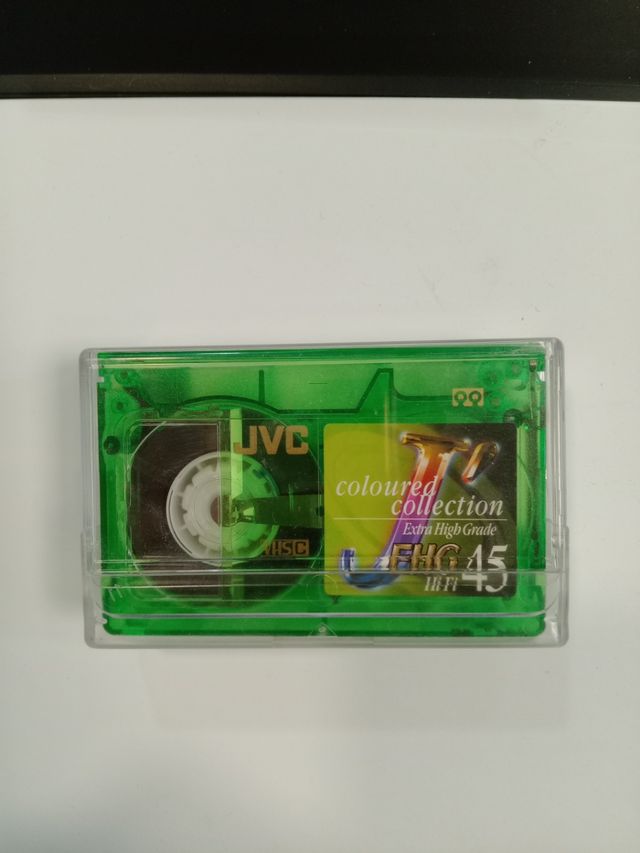 JVC
VHS C
coloured
collection
Extra High Grade
EHG 45
Hi-Fi